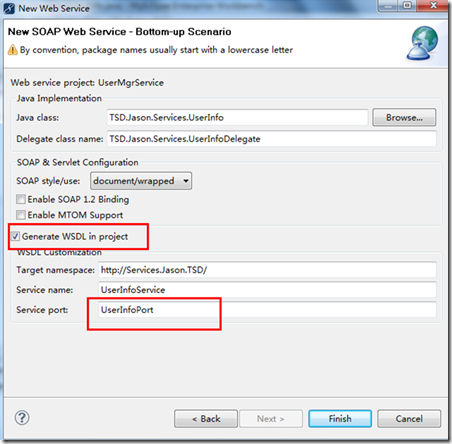 New Web Service
New SOAP Web Service - Bottom-up Scenario
By convention, package names usually start with a lowercase letter
Web service project: UserMgrService
Java Implementation
Java class: TSD.Jason.Services.UserInfo Browse...
Delegate class name: TSD.Jason.Services.UserInfoDelegate
SOAP & Servlet Configuration
SOAP style/use: document/wrapped
Enable SOAP 1.2 Binding
Enable MTOM Support
Generate WSDL in project
WSDL Customization
Target namespace: http://Services.Jason.TSD/
Service name: UserInfoService
Service port: UserInfoPort
? < Back Next > Finish Cancel